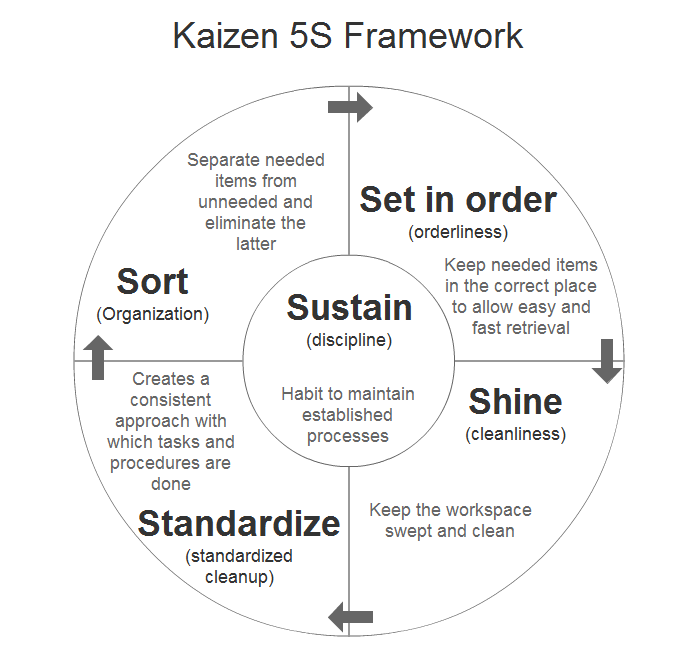 Kaizen 5S Framework
Separate needed
items from
unneeded and
eliminate the
latter
Sort
(Organization)
Set in order
(orderliness)
Keep needed items
in the correct place
to allow easy and
fast retrieval
Sustain
(discipline)
Habit to maintain
established
processes
Shine
(cleanliness)
Keep the workspace
swept and clean
Creates a
consistent
approach with
which tasks and
procedures are
done
Standardize
(standardized
cleanup)